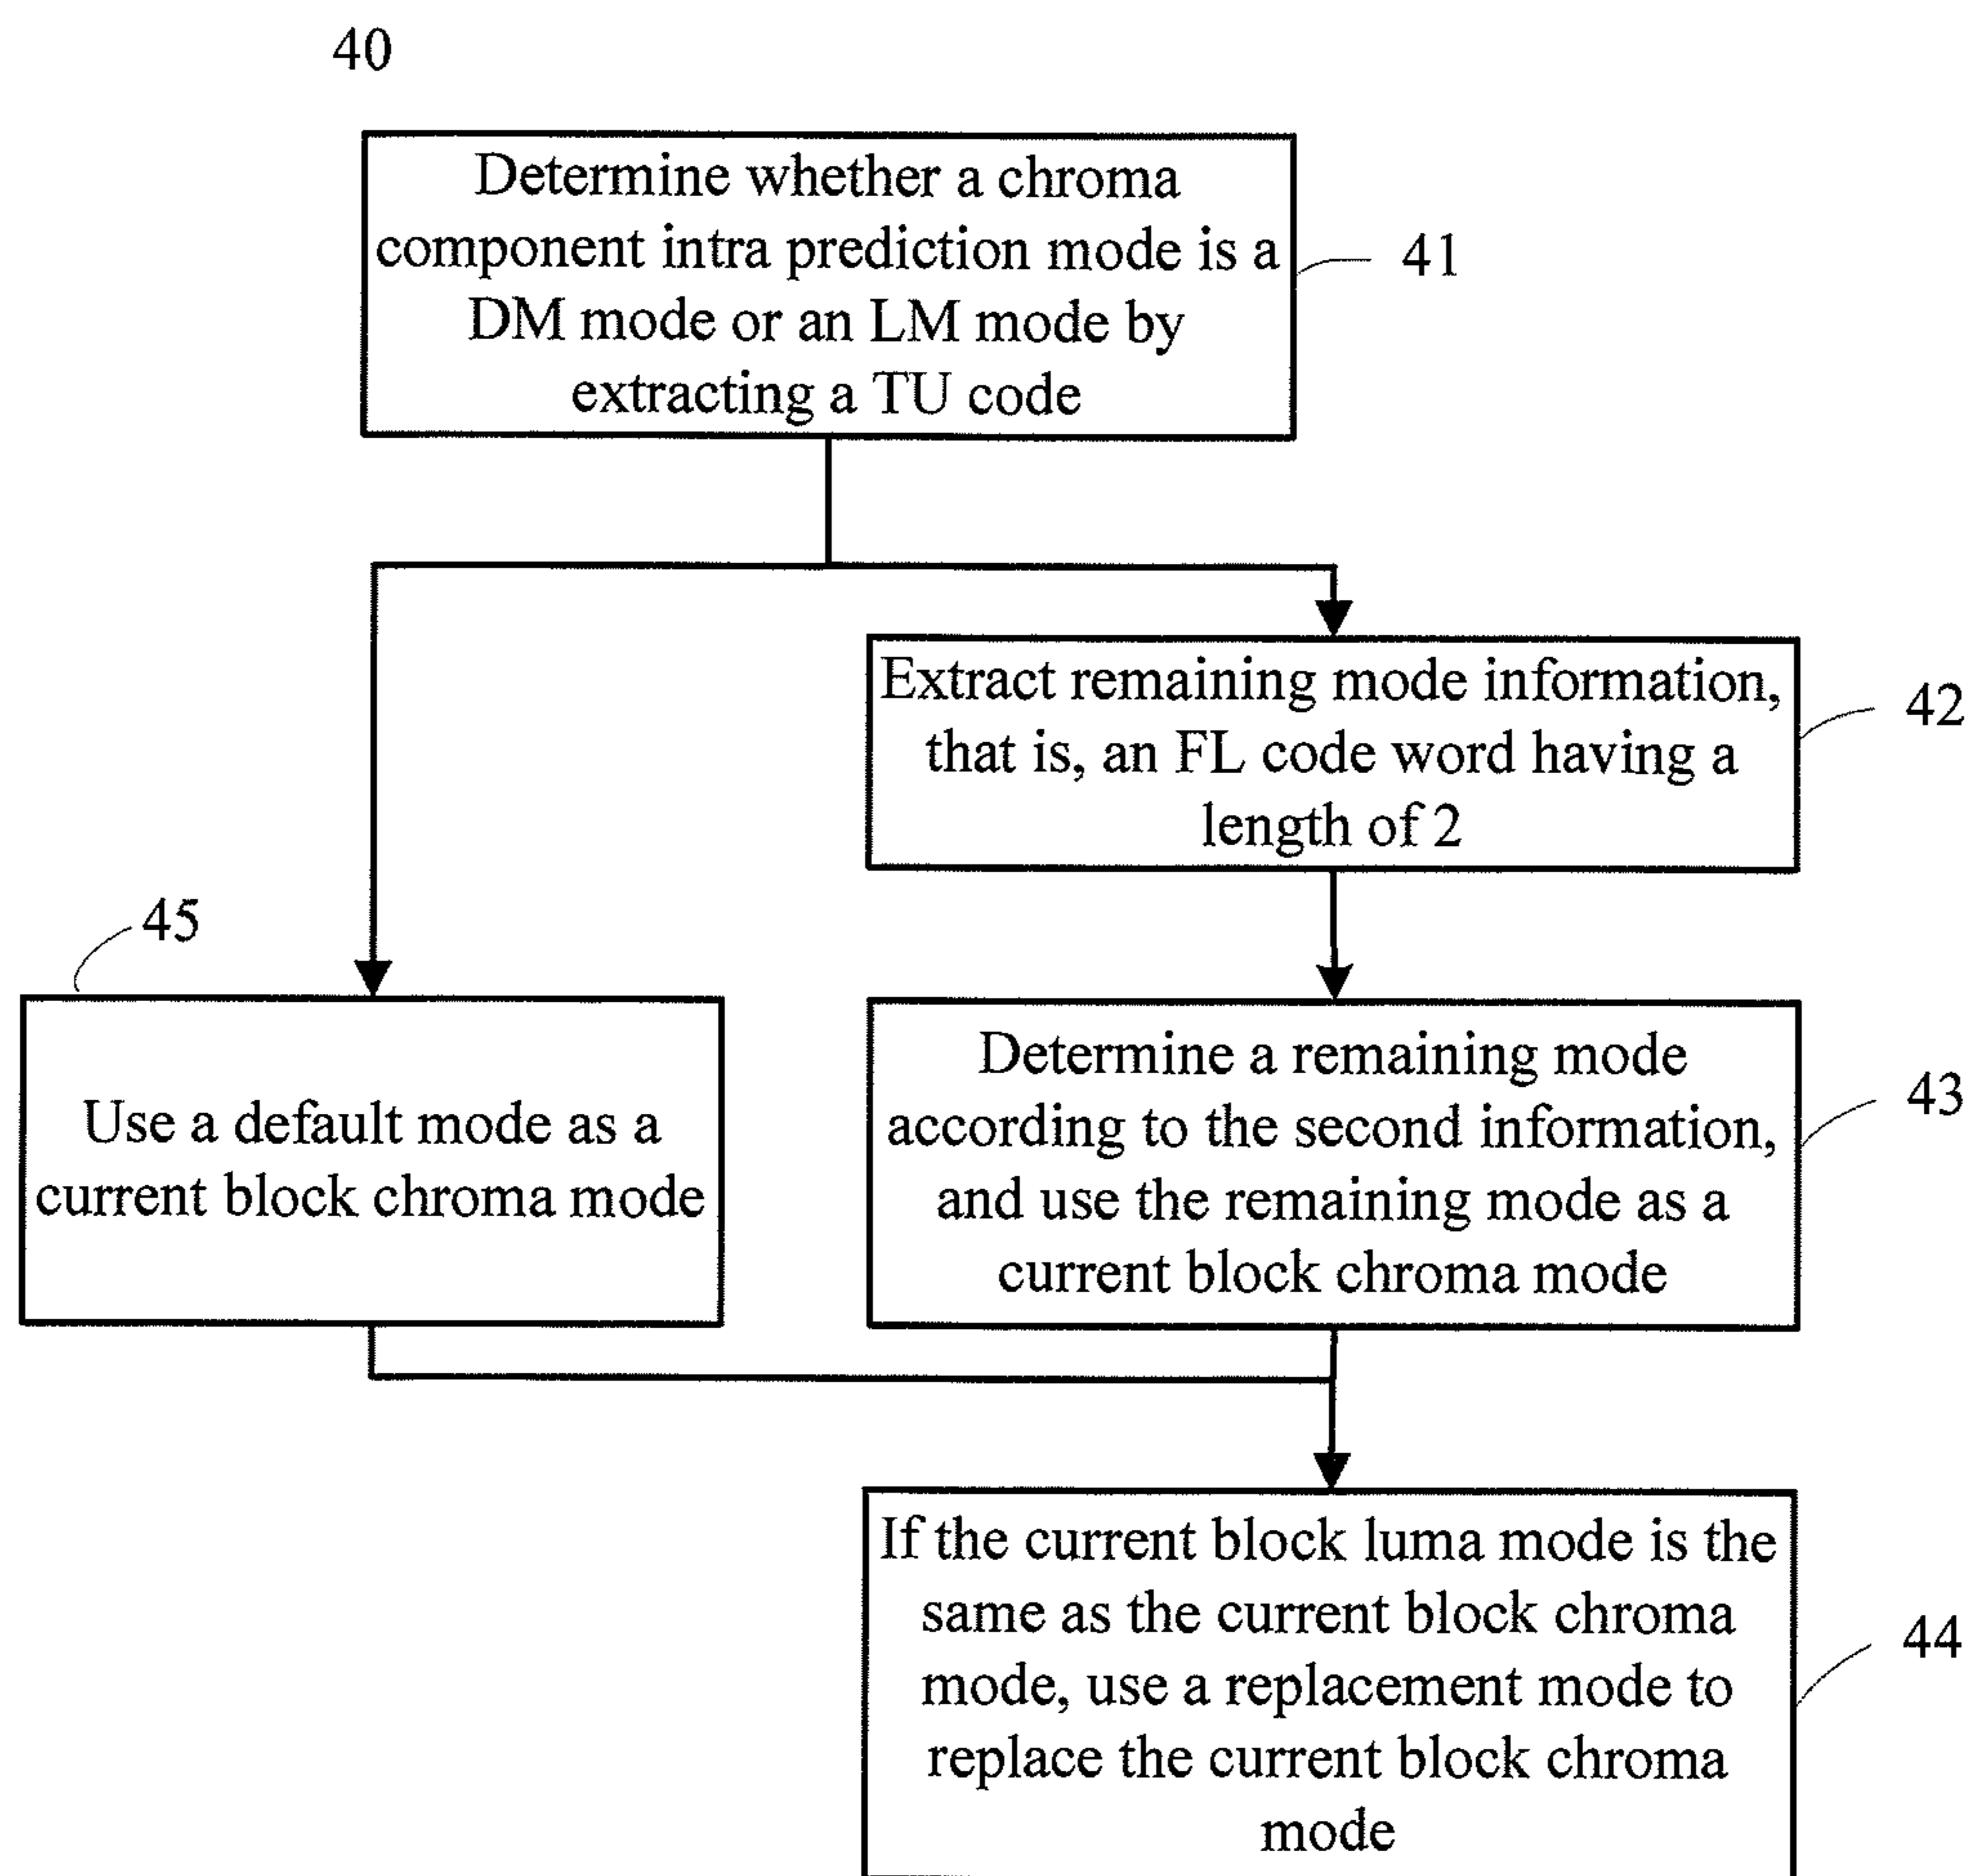 40
Determine whether a chroma
component intra prediction mode is a
DM mode or an LM mode by
extracting a TU code
41
Extract remaining mode information,
that is, an FL code word having a
length of 2
42
45
Use a default mode as a
current block chroma mode
Determine a remaining mode
according to the second information,
and use the remaining mode as a
current block chroma mode
43
If the current block luma mode is the
same as the current block chroma
mode, use a replacement mode to
replace the current block chroma
mode
44